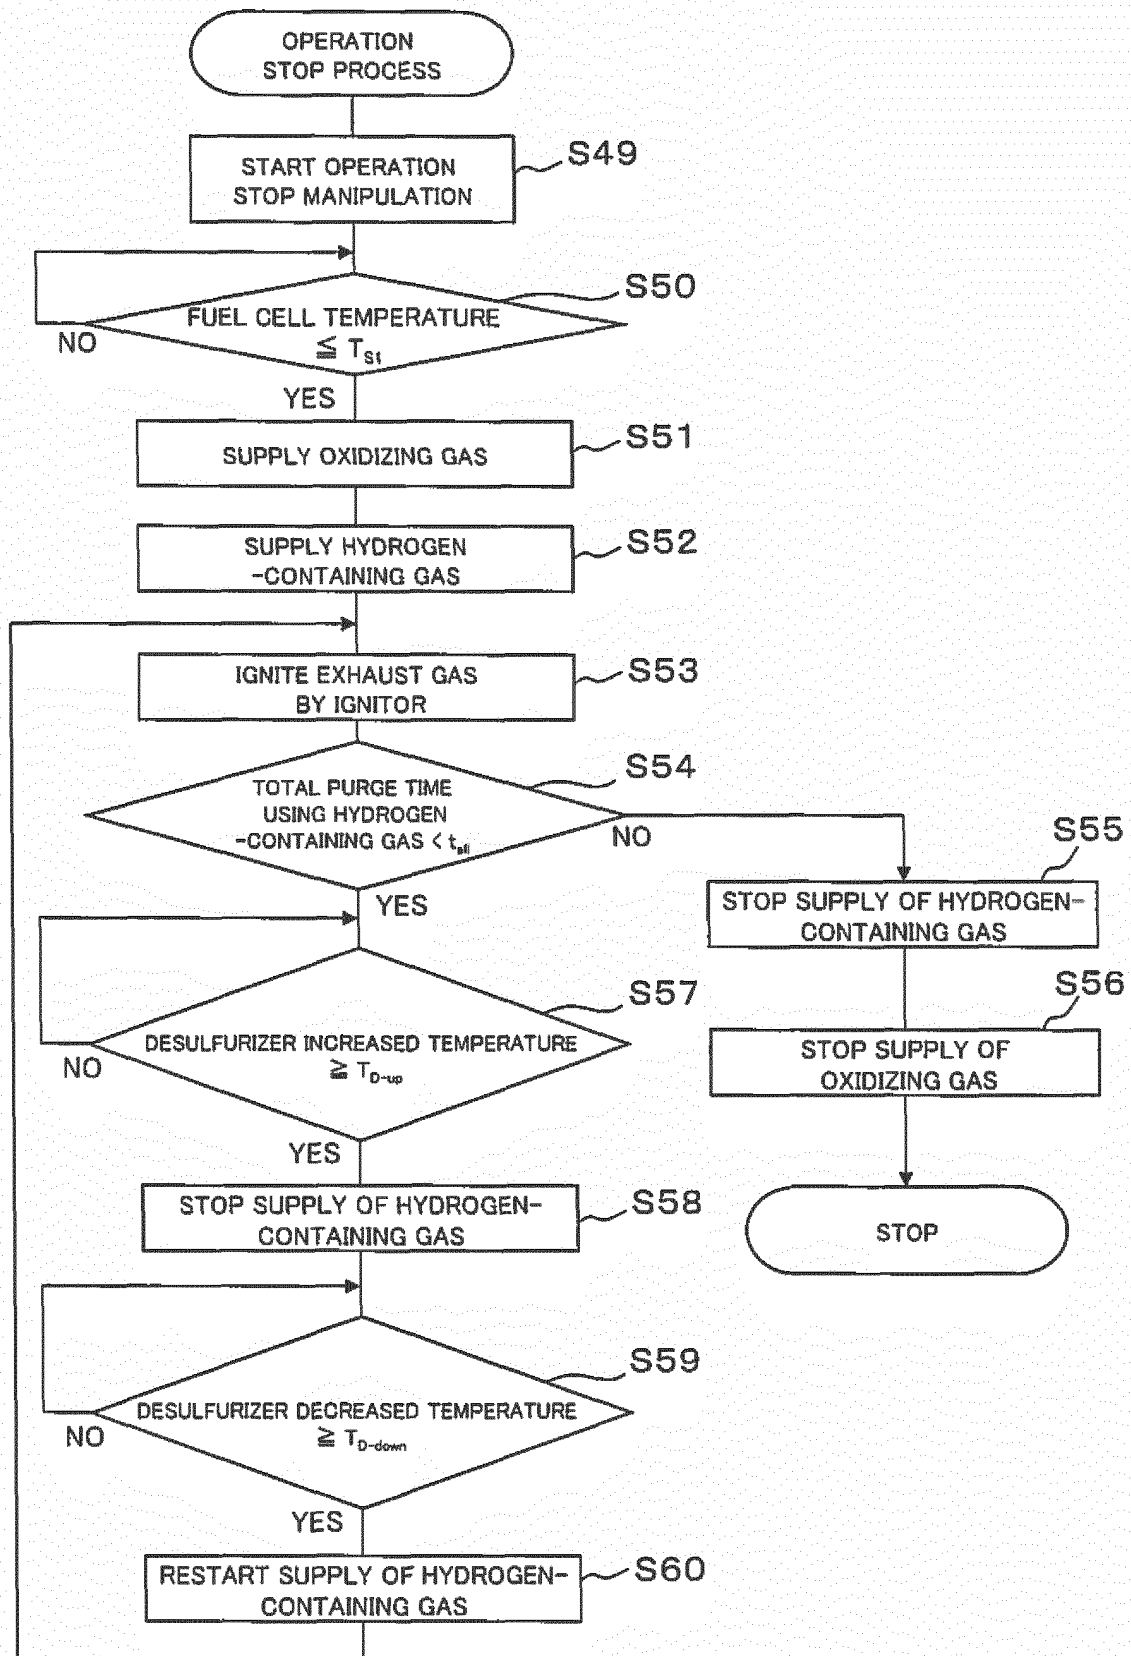 OPERATION
STOP PROCESS
START OPERATION
STOP MANIPULATION
S49
FUEL CELL TEMPERATURE
≦ TS1
S50
NO
YES
SUPPLY OXIDIZING GAS
S51
SUPPLY HYDROGEN
-CONTAINING GAS
S52
IGNITE EXHAUST GAS
BY IGNITOR
S53
TOTAL PURGE TIME
USING HYDROGEN
-CONTAINING GAS <
S54
NO
YES
STOP SUPPLY OF HYDROGEN-
CONTAINING GAS
S55
STOP SUPPLY OF
OXIDIZING GAS
S56
STOP
DESULFURIZER INCREASED TEMPERATURE
≧ TD-up
S57
NO
YES
STOP SUPPLY OF HYDROGEN-
CONTAINING GAS
S58
DESULFURIZER DECREASED TEMPERATURE
≧ TD-down
S59
NO
YES
RESTART SUPPLY OF HYDROGEN-
CONTAINING GAS
S60